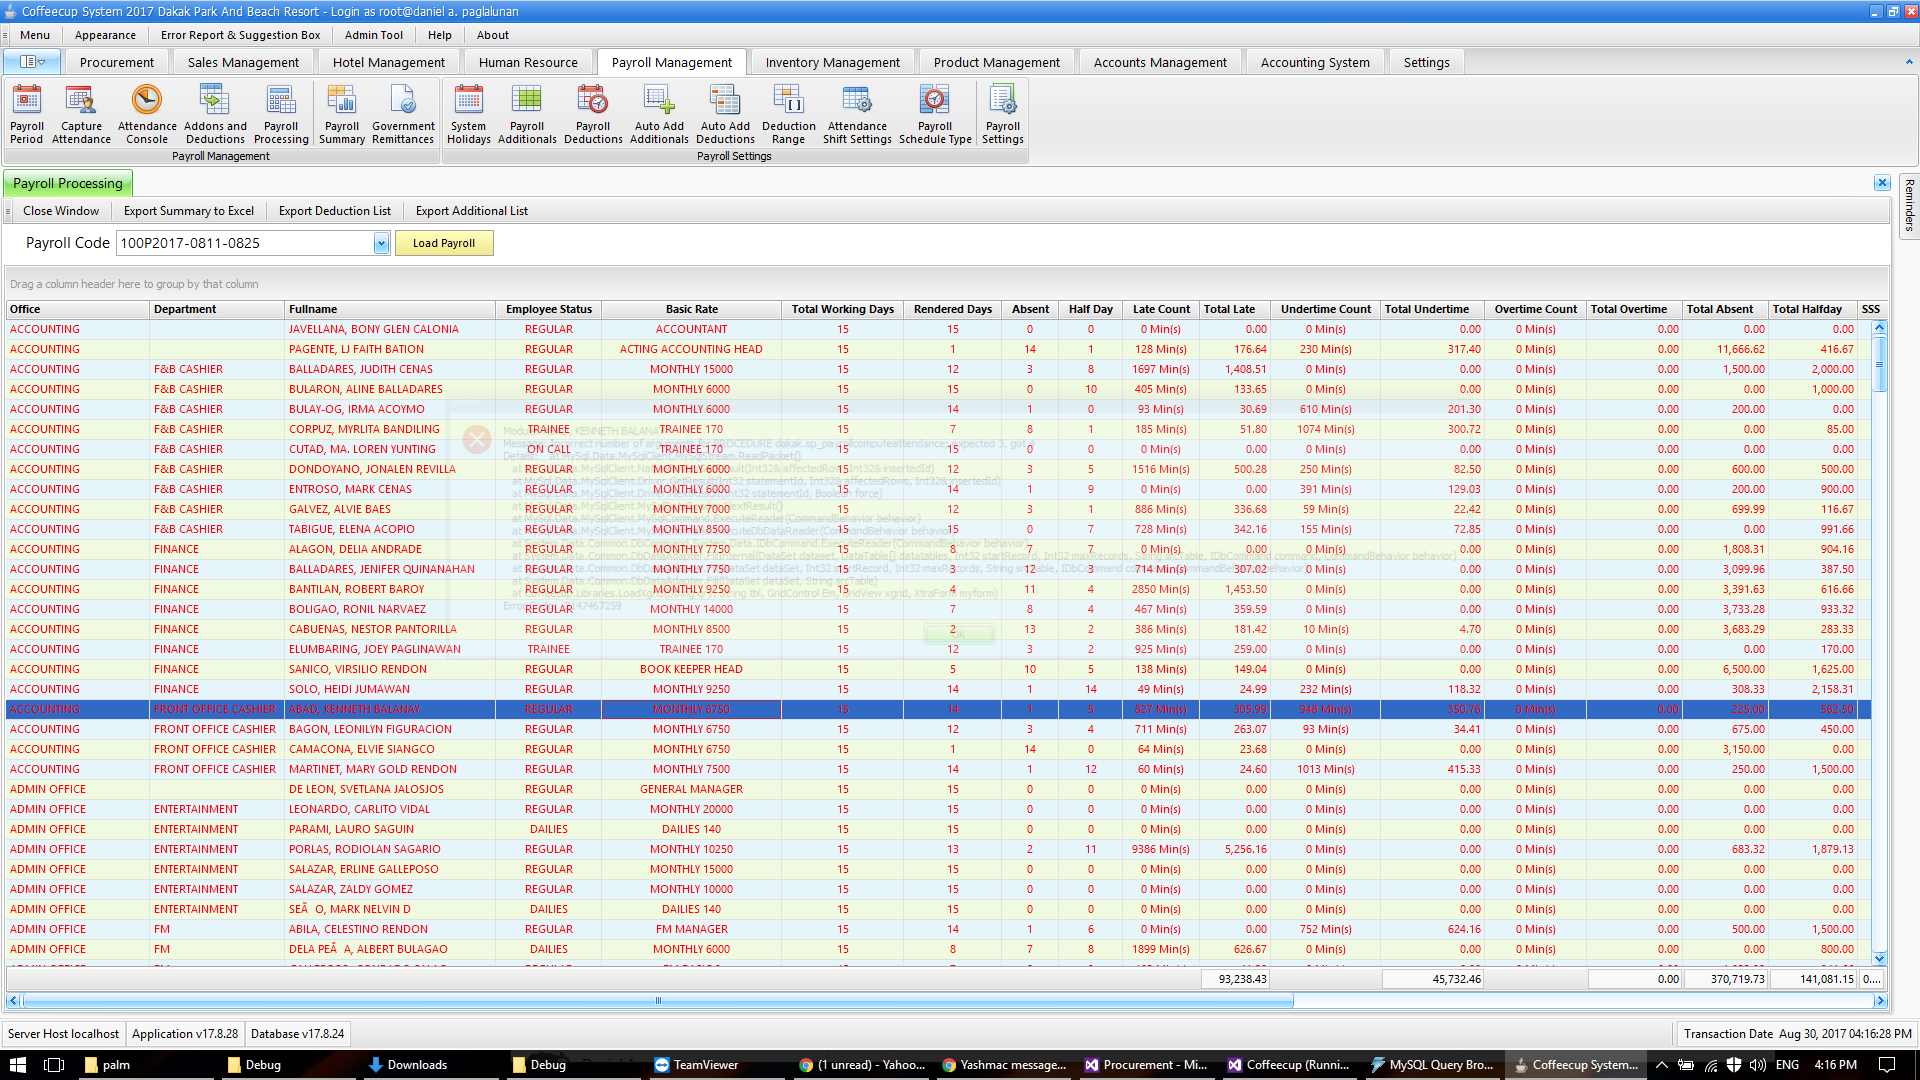 Coffeecup System 2017 Dakak Park And Beach Resort - Login as root@daniel a. paglalunan
Menu Appearance Error Report & Suggestion Box Admin Tool Help About
Procurement Sales Management Hotel Management Human Resource Payroll Management Inventory Management Product Management Accounts Management Accounting System Settings
Payroll Period Capture Attendance Attendance Console Addons and Deductions Payroll Processing Payroll Summary Government Remittances System Holidays Payroll Additionals Payroll Deductions Auto Add Additionals Auto Add Deductions Deduction Range Attendance Shift Settings Payroll Schedule Type Payroll Settings
Payroll Management Payroll Settings
Payroll Processing
Reminders
Close Window Export Summary to Excel Export Deduction List Export Additional List
Payroll Code 100P2017-0811-0825 Load Payroll
Drag a column header here to group by that column
Office Department Fullname Employee Status Basic Rate Total Working Days Rendered Days Absent Half Day Late Count Total Late Undertime Count Total Undertime Overtime Count Total Overtime Total Absent Total Halfday SSS
ACCOUNTING JAVELLANA, BONY GLEN CALONIA REGULAR ACCOUNTANT 15 15 0 0 0 Min(s) 0.00 0 Min(s) 0.00 0 Min(s) 0.00 0.00 0.00
ACCOUNTING PAGENTE, LJ FAITH BATION REGULAR ACTING ACCOUNTING HEAD 15 1 14 1 128 Min(s) 176.64 230 Min(s) 317.40 0 Min(s) 0.00 11,666.62 416.67
ACCOUNTING F&B CASHIER BALLADARES, JUDITH CENAS REGULAR MONTHLY 15000 15 12 3 8 1697 Min(s) 1,408.51 0 Min(s) 0.00 0 Min(s) 0.00 1,500.00 2,000.00
ACCOUNTING F&B CASHIER BULARON, ALINE BALLADARES REGULAR MONTHLY 6000 15 15 0 10 405 Min(s) 133.65 0 Min(s) 0.00 0 Min(s) 0.00 0.00 1,000.00
ACCOUNTING F&B CASHIER BULAY-OG, IRMA ACOYMO REGULAR MONTHLY 6000 15 14 1 0 93 Min(s) 30.69 610 Min(s) 201.30 0 Min(s) 0.00 200.00 0.00
ACCOUNTING F&B CASHIER CORPUZ, MYRLITA BANDILING TRAINEE TRAINEE 170 15 7 8 1 185 Min(s) 51.80 1074 Min(s) 300.72 0 Min(s) 0.00 0.00 85.00
ACCOUNTING F&B CASHIER CUTAD, MA. LOREN YUNTING ON CALL TRAINEE 170 15 15 0 0 0 Min(s) 0.00 0 Min(s) 0.00 0 Min(s) 0.00 0.00 0.00
ACCOUNTING F&B CASHIER DONDOYANO, JONALEN REVILLA REGULAR MONTHLY 6000 15 12 3 5 1516 Min(s) 500.28 250 Min(s) 82.50 0 Min(s) 0.00 600.00 500.00
ACCOUNTING F&B CASHIER ENTROSO, MARK CENAS REGULAR MONTHLY 6000 15 14 1 9 0 Min(s) 0.00 391 Min(s) 129.03 0 Min(s) 0.00 200.00 900.00
ACCOUNTING F&B CASHIER GALVEZ, ALVIE BAES REGULAR MONTHLY 7000 15 12 3 1 886 Min(s) 336.68 59 Min(s) 22.42 0 Min(s) 0.00 699.99 116.67
ACCOUNTING F&B CASHIER TABIGUE, ELENA ACOPIO REGULAR MONTHLY 8500 15 15 0 7 728 Min(s) 342.16 155 Min(s) 72.85 0 Min(s) 0.00 0.00 991.66
ACCOUNTING FINANCE ALAGON, DELIA ANDRADE REGULAR MONTHLY 7750 15 8 7 7 0 Min(s) 0.00 0 Min(s) 0.00 0 Min(s) 0.00 1,808.31 904.16
ACCOUNTING FINANCE BALLADARES, JENIFER QUINANAHAN REGULAR MONTHLY 7750 15 3 12 3 714 Min(s) 307.02 0 Min(s) 0.00 0 Min(s) 0.00 3,099.96 387.50
ACCOUNTING FINANCE BANTILAN, ROBERT BAROY REGULAR MONTHLY 9250 15 4 11 4 2850 Min(s) 1,453.50 0 Min(s) 0.00 0 Min(s) 0.00 3,391.63 616.66
ACCOUNTING FINANCE BOLIGAO, RONIL NARVAEZ REGULAR MONTHLY 14000 15 7 8 4 467 Min(s) 359.59 0 Min(s) 0.00 0 Min(s) 0.00 3,733.28 933.32
ACCOUNTING FINANCE CABUENAS, NESTOR PANTORILLA REGULAR MONTHLY 8500 15 2 13 2 386 Min(s) 181.42 10 Min(s) 4.70 0 Min(s) 0.00 3,683.29 283.33
ACCOUNTING FINANCE ELUMBARING, JOEY PAGLINAWAN TRAINEE TRAINEE 170 15 12 3 2 925 Min(s) 259.00 0 Min(s) 0.00 0 Min(s) 0.00 0.00 170.00
ACCOUNTING FINANCE SANICO, VIRSILIO RENDON REGULAR BOOK KEEPER HEAD 15 5 10 5 138 Min(s) 149.04 0 Min(s) 0.00 0 Min(s) 0.00 6,500.00 1,625.00
ACCOUNTING FINANCE SOLO, HEIDI JUMAWAN REGULAR MONTHLY 9250 15 14 1 14 49 Min(s) 24.99 232 Min(s) 118.32 0 Min(s) 0.00 308.33 2,158.31
ACCOUNTING FRONT OFFICE CASHIER ABAD, KENNETH BALANAY REGULAR MONTHLY 6750 15 14 1 5 827 Min(s) 305.99 948 Min(s) 350.76 0 Min(s) 0.00 225.00 562.50
ACCOUNTING FRONT OFFICE CASHIER BAGON, LEONILYN FIGURACION REGULAR MONTHLY 6750 15 12 3 4 711 Min(s) 263.07 93 Min(s) 34.41 0 Min(s) 0.00 675.00 450.00
ACCOUNTING FRONT OFFICE CASHIER CAMACONA, ELVIE SIANGCO REGULAR MONTHLY 6750 15 1 14 0 64 Min(s) 23.68 0 Min(s) 0.00 0 Min(s) 0.00 3,150.00 0.00
ACCOUNTING FRONT OFFICE CASHIER MARTINET, MARY GOLD RENDON REGULAR MONTHLY 7500 15 14 1 12 60 Min(s) 24.60 1013 Min(s) 415.33 0 Min(s) 0.00 250.00 1,500.00
ADMIN OFFICE DE LEON, SVETLANA JALOSJOS REGULAR GENERAL MANAGER 15 15 0 0 0 Min(s) 0.00 0 Min(s) 0.00 0 Min(s) 0.00 0.00 0.00
ADMIN OFFICE ENTERTAINMENT LEONARDO, CARLITO VIDAL REGULAR MONTHLY 20000 15 15 0 0 0 Min(s) 0.00 0 Min(s) 0.00 0 Min(s) 0.00 0.00 0.00
ADMIN OFFICE ENTERTAINMENT PARAMI, LAURO SAGUIN DAILIES DAILIES 140 15 15 0 0 0 Min(s) 0.00 0 Min(s) 0.00 0 Min(s) 0.00 0.00 0.00
ADMIN OFFICE ENTERTAINMENT PORLAS, RODIOLAN SAGARIO REGULAR MONTHLY 10250 15 13 2 11 9386 Min(s) 5,256.16 0 Min(s) 0.00 0 Min(s) 0.00 683.32 1,879.13
ADMIN OFFICE ENTERTAINMENT SALAZAR, ERLINE GALLEPOSO REGULAR MONTHLY 15000 15 15 0 0 0 Min(s) 0.00 0 Min(s) 0.00 0 Min(s) 0.00 0.00 0.00
ADMIN OFFICE ENTERTAINMENT SALAZAR, ZALDY GOMEZ REGULAR MONTHLY 10000 15 15 0 0 0 Min(s) 0.00 0 Min(s) 0.00 0 Min(s) 0.00 0.00 0.00
ADMIN OFFICE ENTERTAINMENT SEÃ O, MARK NELVIN D DAILIES DAILIES 140 15 15 0 0 0 Min(s) 0.00 0 Min(s) 0.00 0 Min(s) 0.00 0.00 0.00
ADMIN OFFICE FM ABILA, CELESTINO RENDON REGULAR FM MANAGER 15 14 1 6 0 Min(s) 0.00 752 Min(s) 624.16 0 Min(s) 0.00 500.00 1,500.00
ADMIN OFFICE FM DELA PEÃ A, ALBERT BULAGAO DAILIES MONTHLY 6000 15 8 7 8 1899 Min(s) 626.67 0 Min(s) 0.00 0 Min(s) 0.00 0.00 800.00
93,238.43 45,732.46 0.00 370,719.73 141,081.15 0....
Server Host localhost Application v17.8.28 Database v17.8.24 Transaction Date Aug 30, 2017 04:16:28 PM
palm Debug Downloads Debug TeamViewer (1 unread) - Yahoo... Yashmac message... Procurement - Mi... Coffeecup (Runni... MySQL Query Bro... Coffeecup System... ENG 4:16 PM